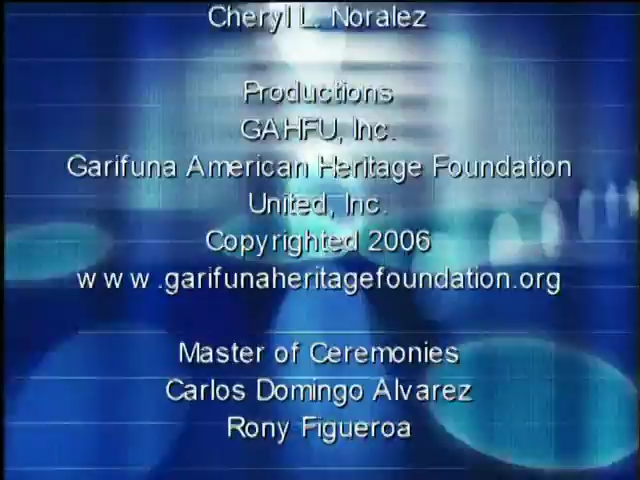 Cheryl L. Noralez
Productions
GAHFU, Inc.
Garifuna American Heritage Foundation
United, Inc.
Copyrighted 2006
www.garifunaheritagefoundation.org
Master of Ceremonies
Carlos Domingo Alvarez
Rony Figueroa